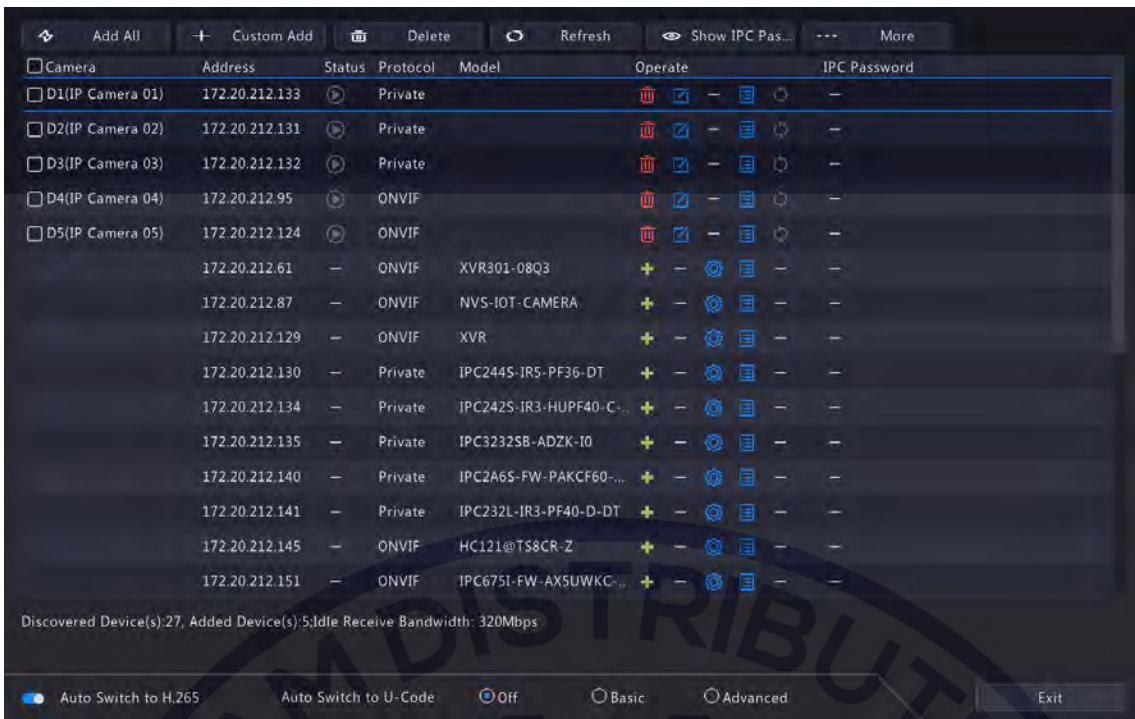 Add All Custom Add Delete Refresh Show IPC Pas... More
Camera Address Status Protocol Model Operate IPC Password
D1(IP Camera 01) 172.20.212.133 Private — —
D2(IP Camera 02) 172.20.212.131 Private — —
D3(IP Camera 03) 172.20.212.132 Private — —
D4(IP Camera 04) 172.20.212.95 ONVIF — —
D5(IP Camera 05) 172.20.212.124 ONVIF — —
172.20.212.61 — ONVIF XVR301-08Q3 — — —
172.20.212.87 — ONVIF NVS-IOT-CAMERA — — —
172.20.212.129 — ONVIF XVR — — —
172.20.212.130 — Private IPC244S-IR5-PF36-DT — — —
172.20.212.134 — Private IPC242S-IR3-HUPF40-C-.. — — —
172.20.212.135 — Private IPC3232SB-ADZK-I0 — — —
172.20.212.140 — Private IPC2A6S-FW-PAKCF60-... — — —
172.20.212.141 — Private IPC232L-IR3-PF40-D-DT — — —
172.20.212.145 — ONVIF HC121@TS8CR-Z — — —
172.20.212.151 — ONVIF IPC675I-FW-AX5UWKC-.. — — —
Discovered Device(s):27, Added Device(s):5;Idle Receive Bandwidth: 320Mbps
Auto Switch to H.265 Auto Switch to U-Code Off Basic Advanced Exit